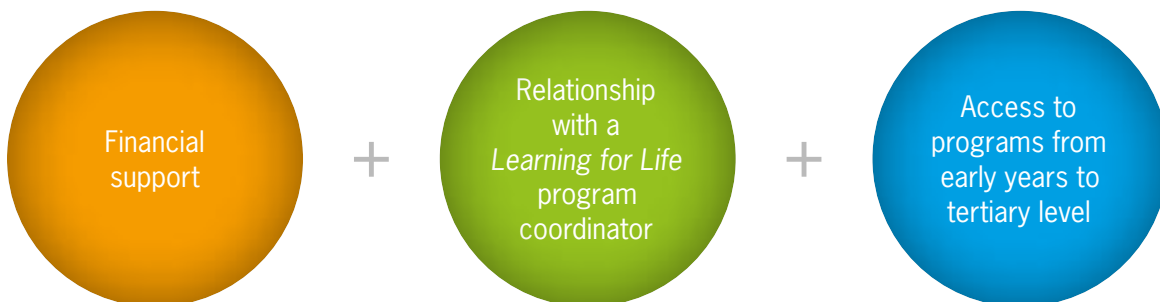 Financial
support
+
Relationship
with a
Learning for Life
program
coordinator
+
Access to
programs from
early years to
tertiary level